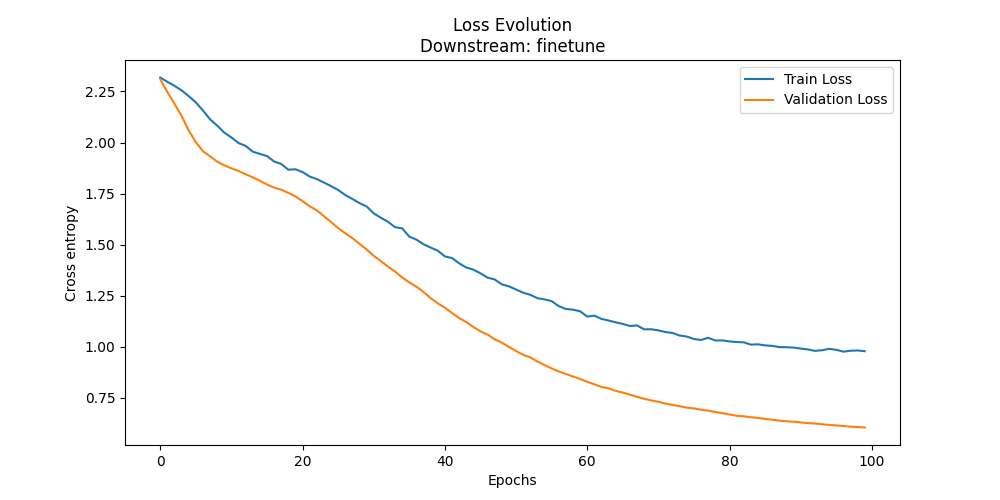 Loss Evolution
Downstream: finetune
Train Loss
Validation Loss
2.25
2.00
1.75
1.50
1.25
1.00
0.75
Cross entropy
0 20 40 60 80 100
Epochs